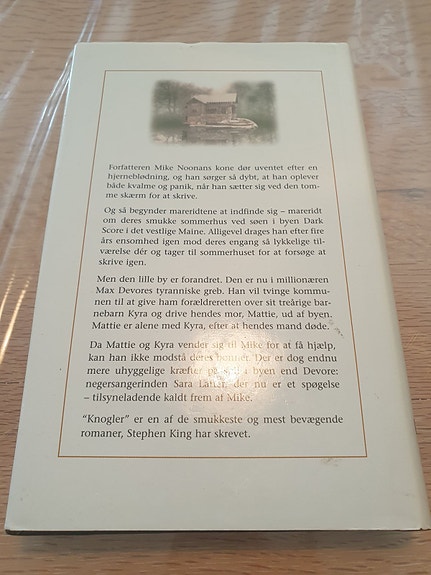 Forfatteren Mike Noonans kone dør uventet efter en
hjerneblødning, og han sørger så dybt, at han oplever
både kvalme og panik, når han sætter sig ved den tom-
me skærm for at skrive.
Og så begynder mareridtene at indfinde sig – mareridt
om deres smukke sommerhus ved søen i byen Dark
Score i det vestlige Maine. Alligevel drages han efter fire
års ensomhed igen mod deres engang så lykkelige til-
værelse dér og tager til sommerhuset for at forsøge at
skrive igen.
Men den lille by er forandret. Den er nu i millionæren
Max Devores tyranniske greb. Han vil tvinge kommu-
nen til at give ham forældreretten over sit treårige bar-
nebarn Kyra og drive hendes mor, Mattie, ud af byen.
Mattie er alene med Kyra, efter at hendes mand døde.
Da Mattie og Kyra vender sig til Mike for at få hjælp,
kan han ikke modstå deres bønner. Der er dog endnu
mere uhyggelige kræfter på spil i byen end Devore:
negersangerinden Sara Laffer, der nu er et spøgelse
– tilsyneladende kaldt frem af Mike.
"Knogler" er en af de smukkeste og mest bevægende
romaner, Stephen King har skrevet.